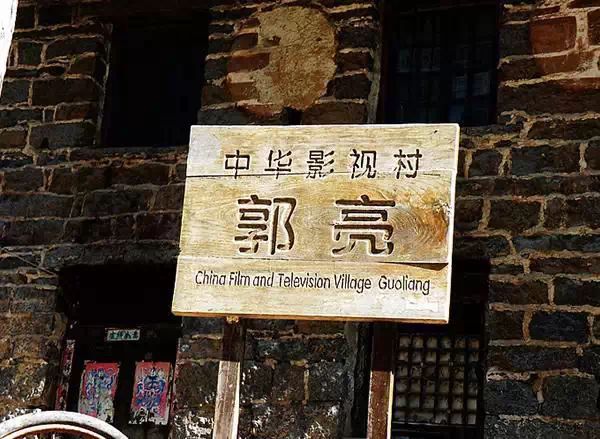 中华影视村
郭亮
China Film and Television Village Guoliang